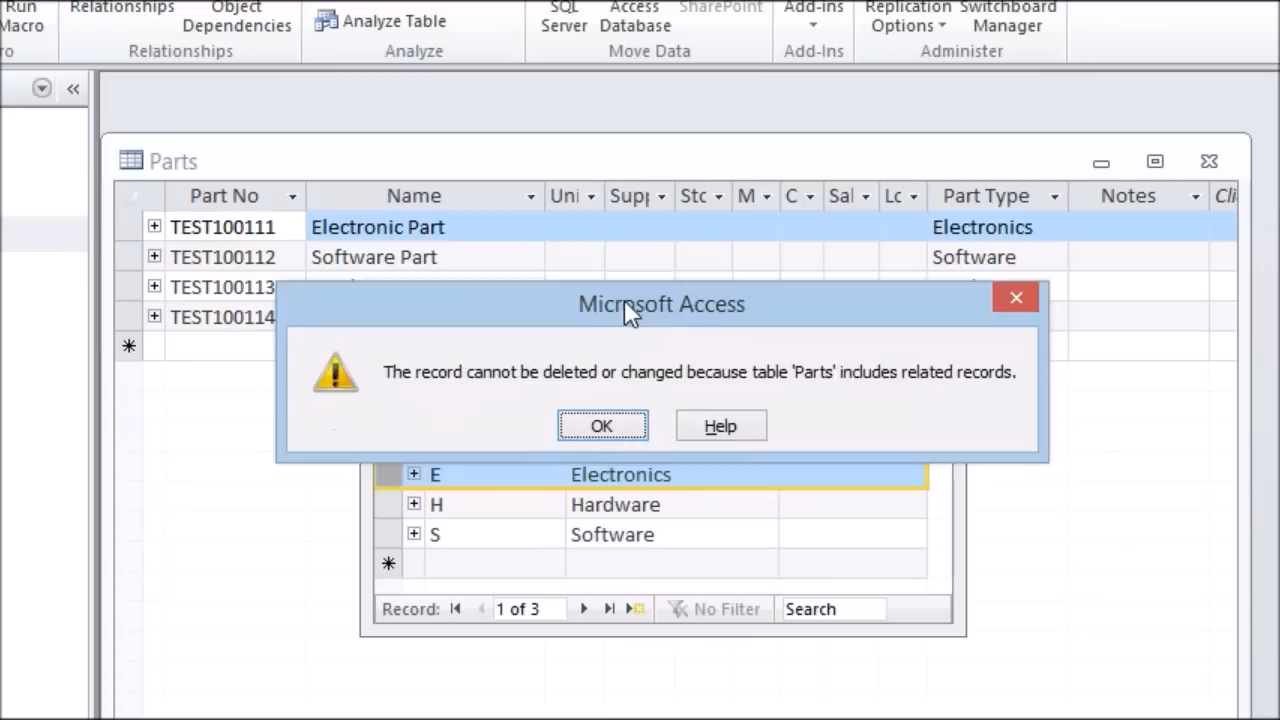 Run Relationships Object SQL Access SharePoint Add-ins Replication Switchboard
Macro Dependencies Analyze Table Server Database Options Manager
ro Relationships Analyze Move Data Add-Ins Administer
Parts
Part No Name Uni Supp Stc M C Sal Lc Part Type Notes Cli
TEST100111 Electronic Part Electronics
TEST100112 Software Part Software
TEST100113
TEST100114
Microsoft Access
The record cannot be deleted or changed because table 'Parts' includes related records.
OK Help
E Electronics
H Hardware
S Software
Record: 1 of 3 No Filter Search